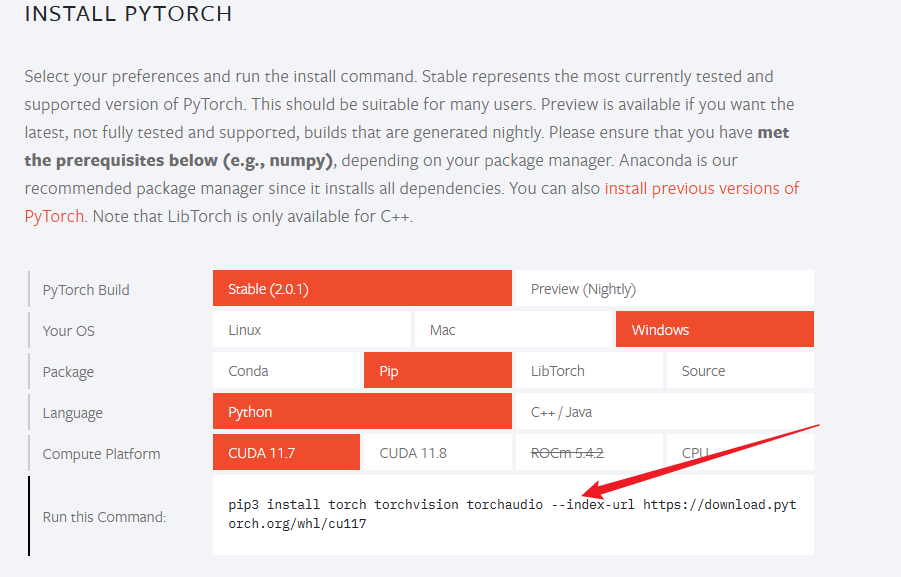 INSTALL PYTORCH
Select your preferences and run the install command. Stable represents the most currently tested and
supported version of PyTorch. This should be suitable for many users. Preview is available if you want the
latest, not fully tested and supported, builds that are generated nightly. Please ensure that you have met
the prerequisites below (e.g., numpy), depending on your package manager. Anaconda is our
recommended package manager since it installs all dependencies. You can also install previous versions of
PyTorch. Note that LibTorch is only available for C++.
PyTorch Build Stable (2.0.1) Preview (Nightly)
Your OS Linux Mac Windows
Package Conda Pip LibTorch Source
Language Python C++ / Java
Compute Platform CUDA 11.7 CUDA 11.8 ROCm 5.4.2 CPU
Run this Command: pip3 install torch torchvision torchaudio --index-url https://download.pyt
orch.org/whl/cu117